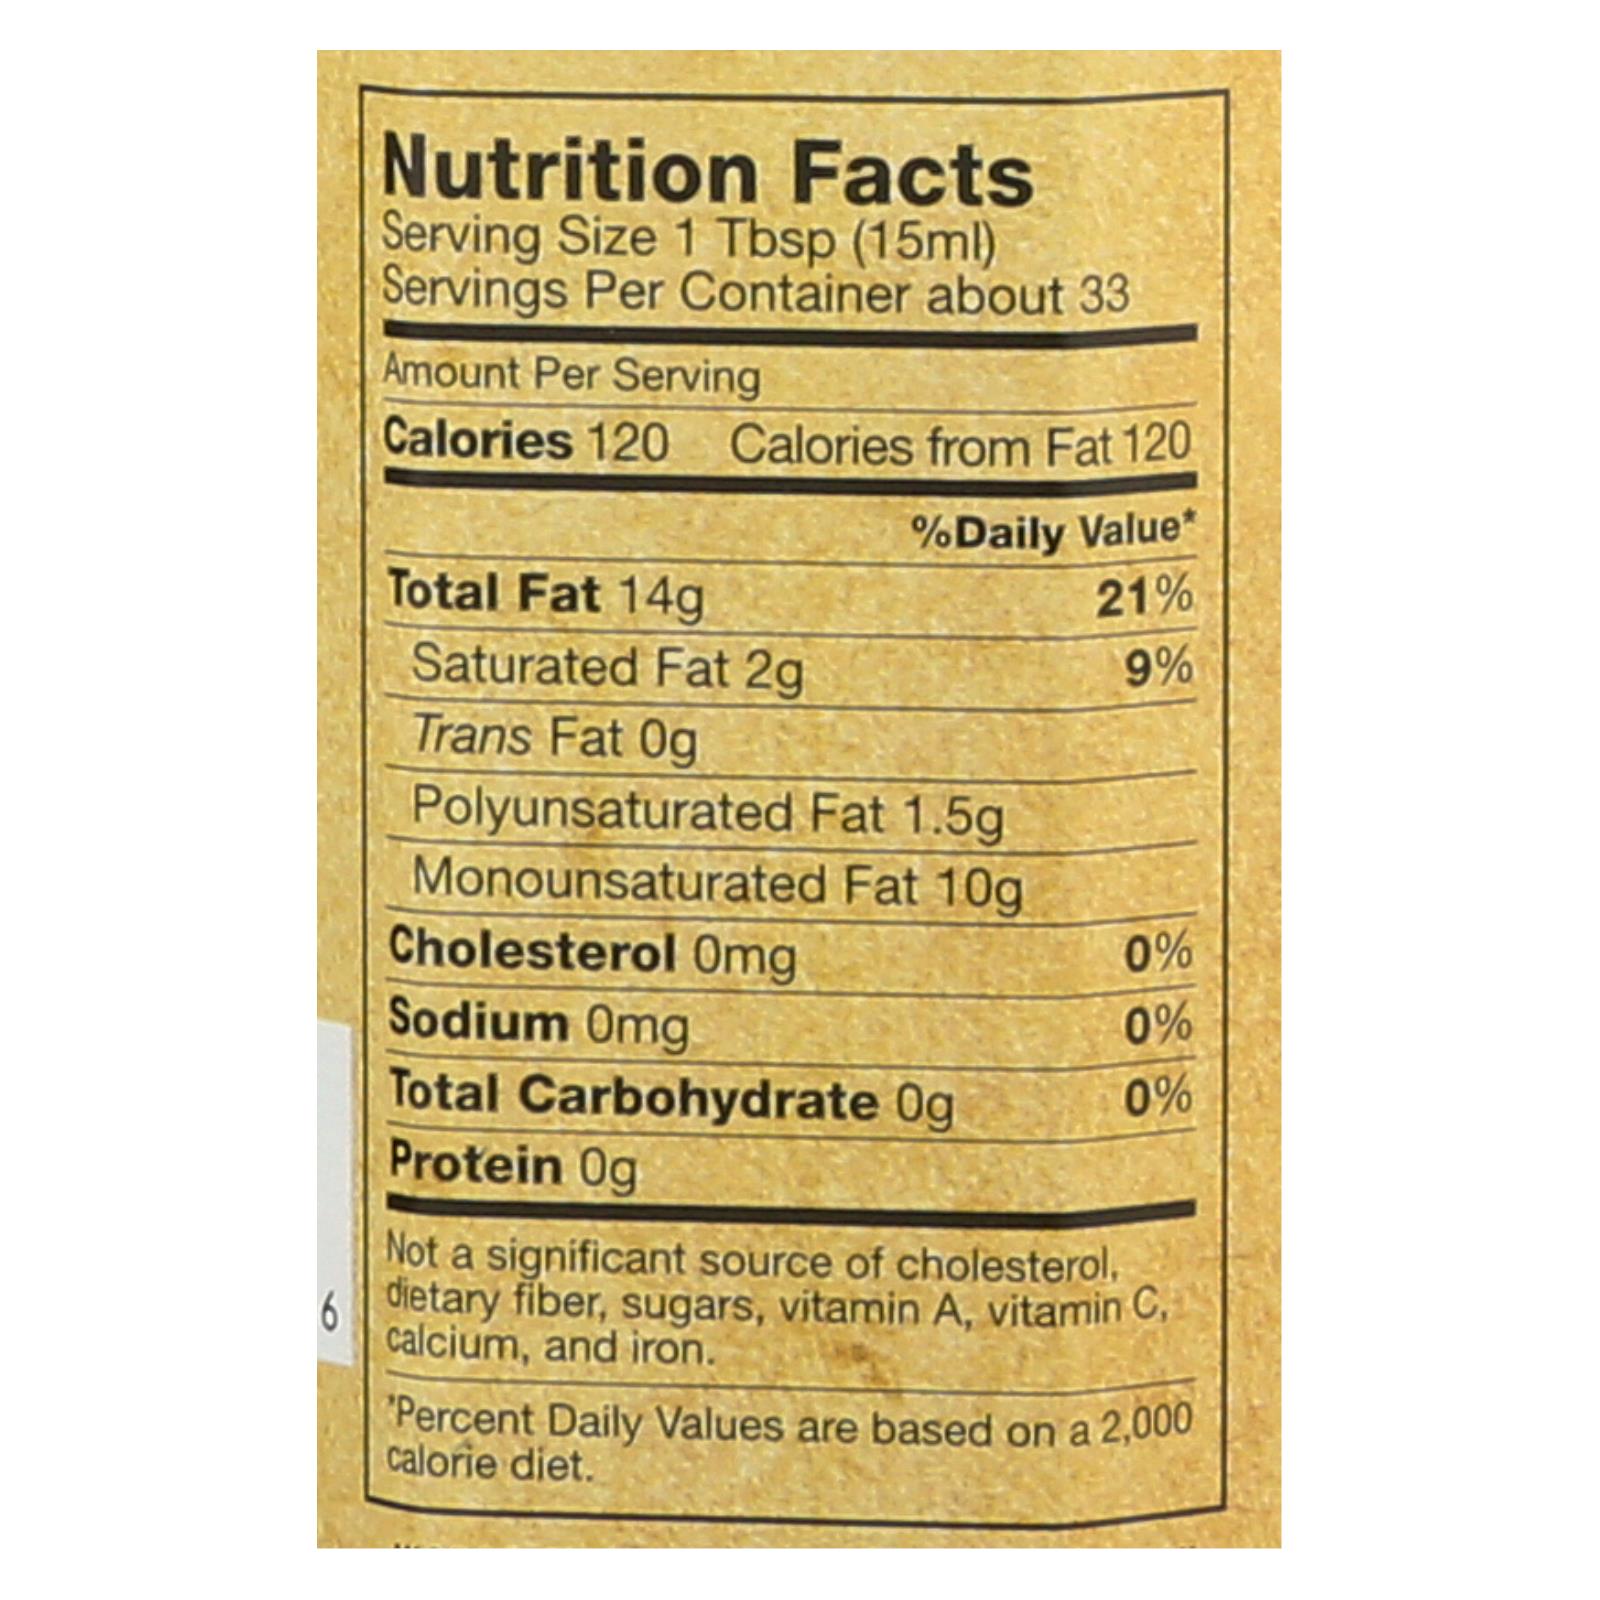 Nutrition Facts
Serving Size 1 Tbsp (15ml)
Servings Per Container about 33
Amount Per Serving
Calories 120 Calories from Fat 120
%Daily Value*
Total Fat 14g 21%
Saturated Fat 2g 9%
Trans Fat 0g
Polyunsaturated Fat 1.5g
Monounsaturated Fat 10g
Cholesterol 0mg 0%
Sodium 0mg 0%
Total Carbohydrate 0g 0%
Protein 0g
Not a significant source of cholesterol,
dietary fiber, sugars, vitamin A, vitamin C,
calcium, and iron.
*Percent Daily Values are based on a 2,000
calorie diet.
6